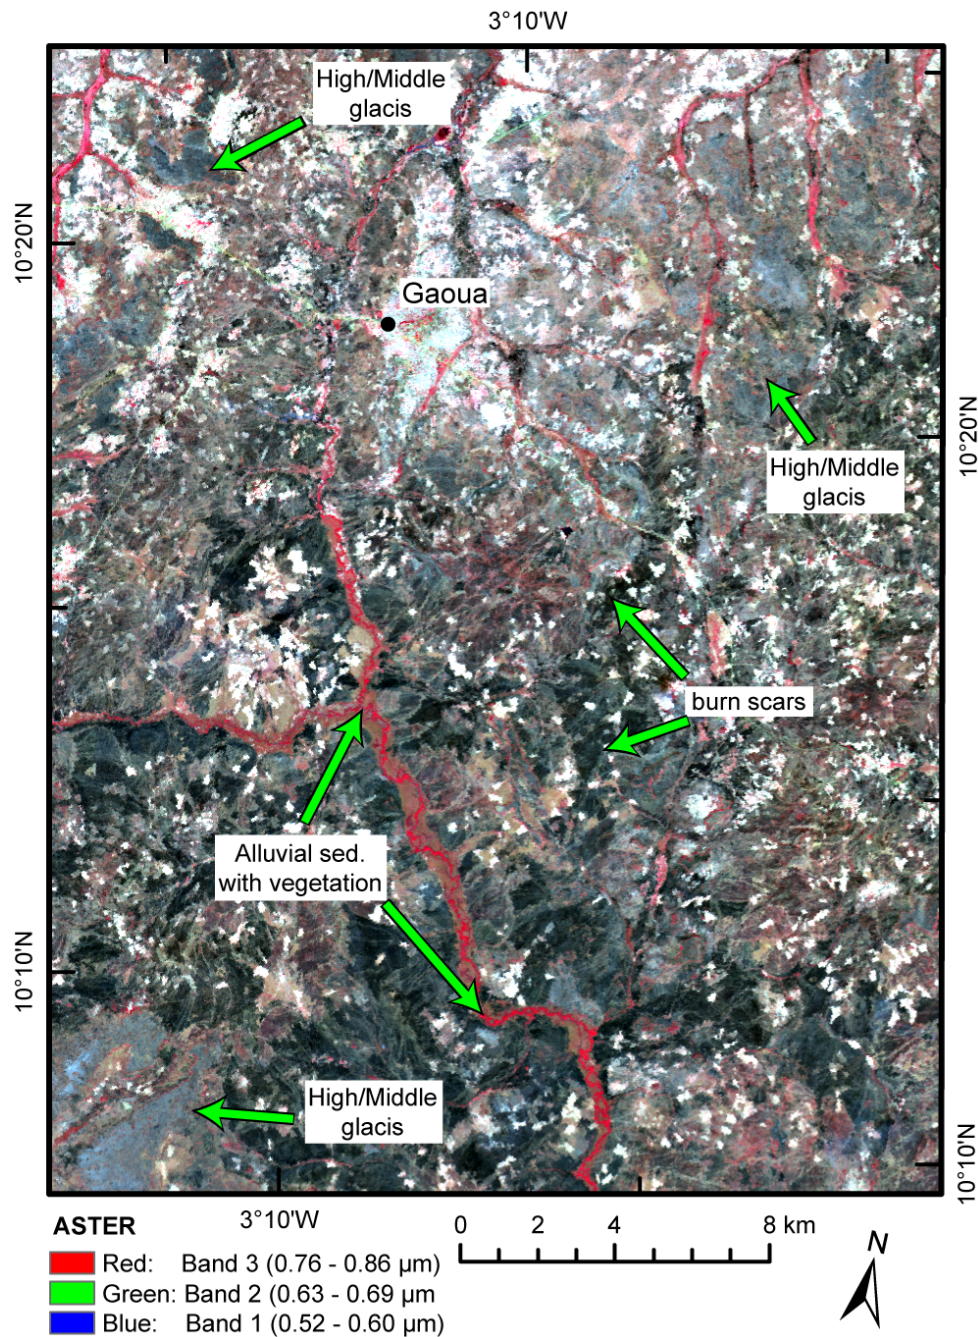 3°10'W
High/Middle
glacis
10°20'N
Gaoua
10°20'N
High/Middle
glacis
burn scars
Alluvial sed.
with vegetation
10°10'N
High/Middle
glacis
10°10'N
3°10'W
ASTER
0 2 4 8 km
N
Red: Band 3 (0.76 - 0.86 µm)
Green: Band 2 (0.63 - 0.69 µm
Blue: Band 1 (0.52 - 0.60 µm)